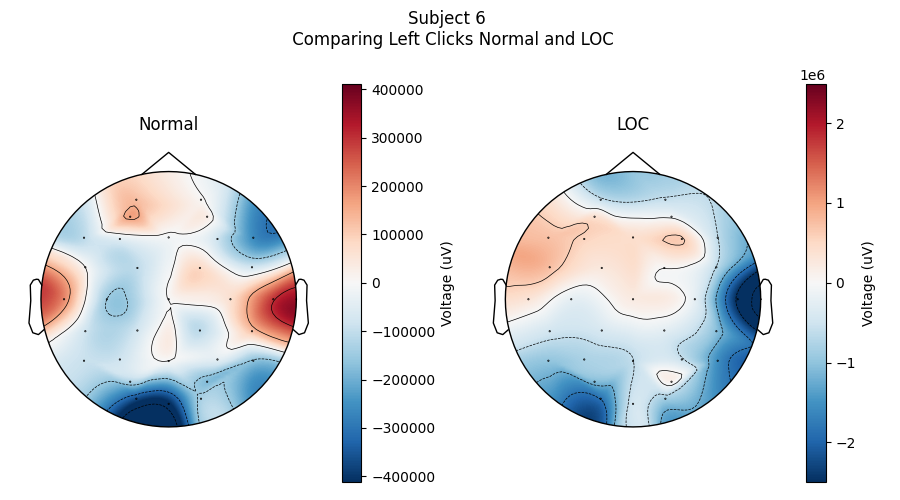 Subject 6
Comparing Left Clicks Normal and LOC
Normal
400000
300000
200000
100000
0
−100000
−200000
−300000
−400000
Voltage (uV)
LOC
1e6
2
1
0
−1
−2
Voltage (uV)